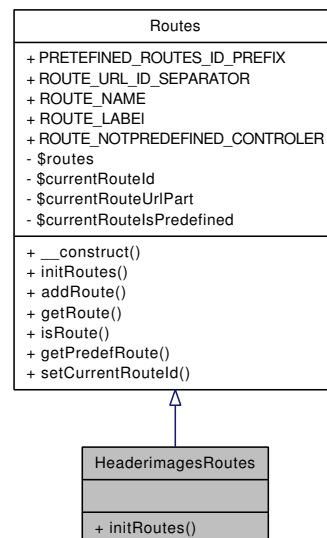 Routes
+ PRETEFINED_ROUTES_ID_PREFIX
+ ROUTE_URL_ID_SEPARATOR
+ ROUTE_NAME
+ ROUTE_LABEl
+ ROUTE_NOTPREDEFINED_CONTROLER
- $routes
- $currentRouteId
- $currentRouteUrlPart
- $currentRouteIsPredefined
+ __construct()
+ initRoutes()
+ addRoute()
+ getRoute()
+ isRoute()
+ getPredefRoute()
+ setCurrentRouteId()
HeaderimagesRoutes
+ initRoutes()